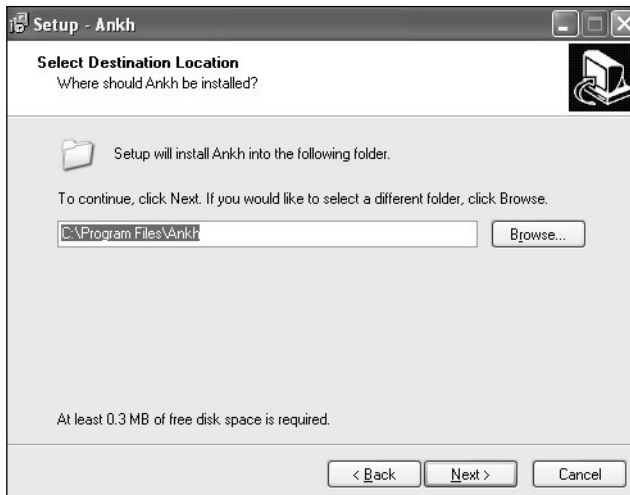 Setup - Ankh
Select Destination Location
Where should Ankh be installed?
Setup will install Ankh into the following folder.
To continue, click Next. If you would like to select a different folder, click Browse.
C:\Program Files\Ankh
Browse...
At least 0.3 MB of free disk space is required.
< Back
Next >
Cancel